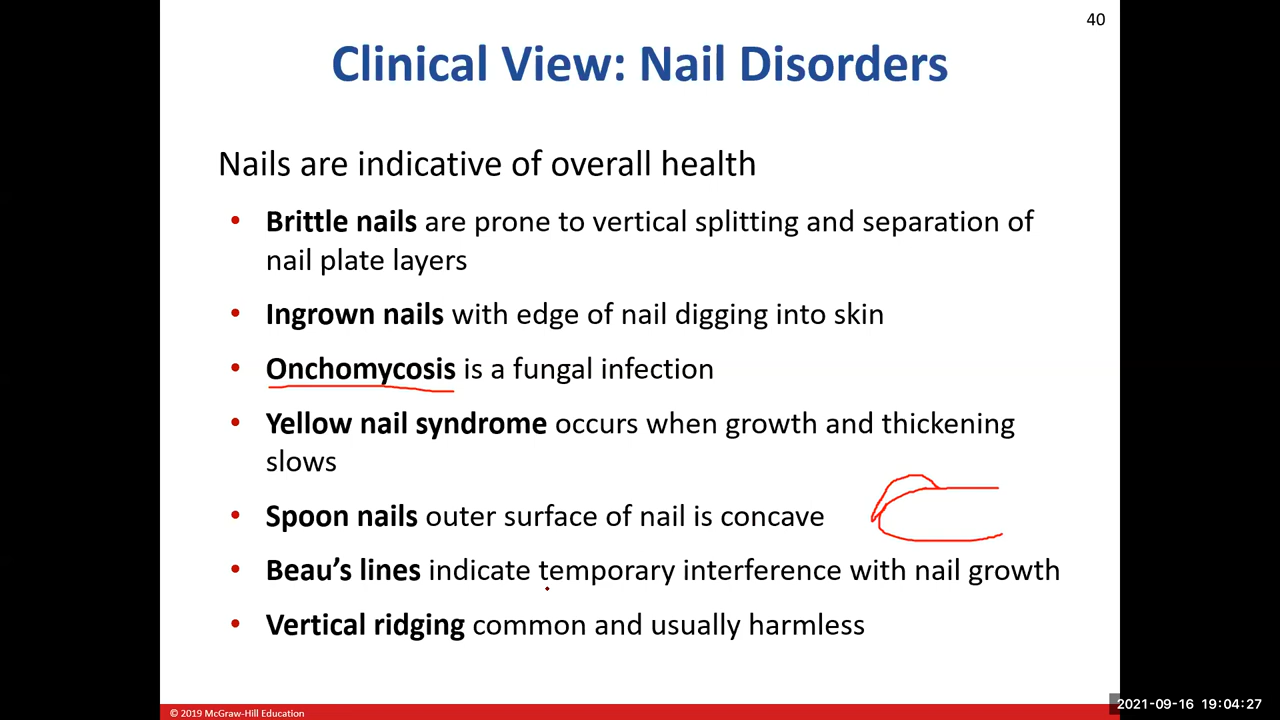 40
Clinical View: Nail Disorders
Nails are indicative of overall health
• Brittle nails are prone to vertical splitting and separation of
nail plate layers
• Ingrown nails with edge of nail digging into skin
• Onchomycosis is a fungal infection
• Yellow nail syndrome occurs when growth and thickening
slows
• Spoon nails outer surface of nail is concave
• Beau’s lines indicate temporary interference with nail growth
• Vertical ridging common and usually harmless
© 2019 McGraw-Hill Education
2021-09-16 19:04:27